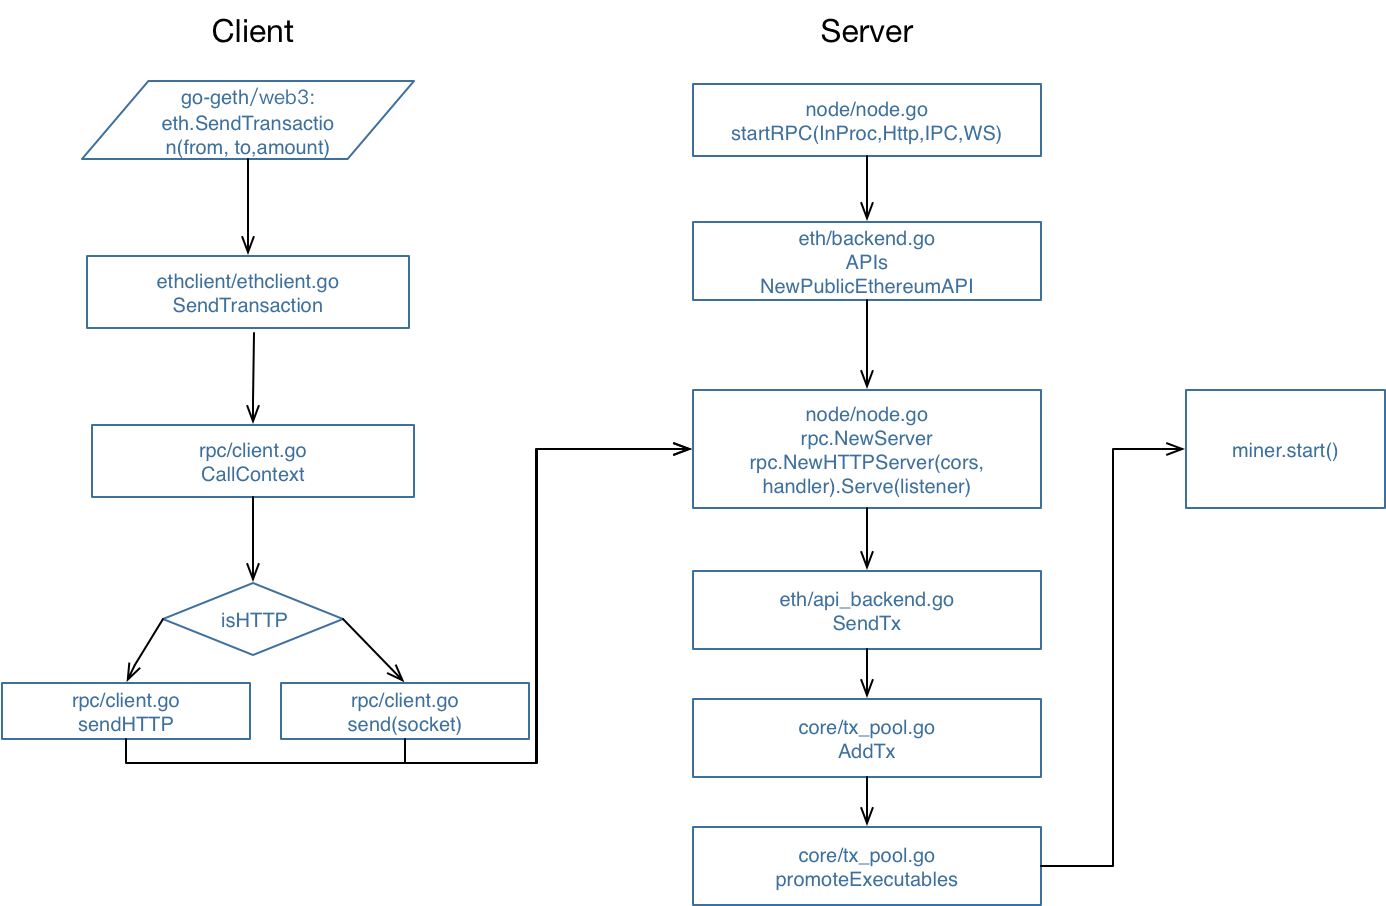 Client
go-geth/web3:
eth.SendTransactio
n(from, to,amount)
ethclient/ethclient.go
SendTransaction
rpc/client.go
CallContext
isHTTP
rpc/client.go
sendHTTP
rpc/client.go
send(socket)
Server
node/node.go
startRPC(InProc,Http,IPC,WS)
eth/backend.go
APIs
NewPublicEthereumAPI
node/node.go
rpc.NewServer
rpc.NewHTTPServer(cors,
handler).Serve(listener)
eth/api_backend.go
SendTx
core/tx_pool.go
AddTx
core/tx_pool.go
promoteExecutables
miner.start()